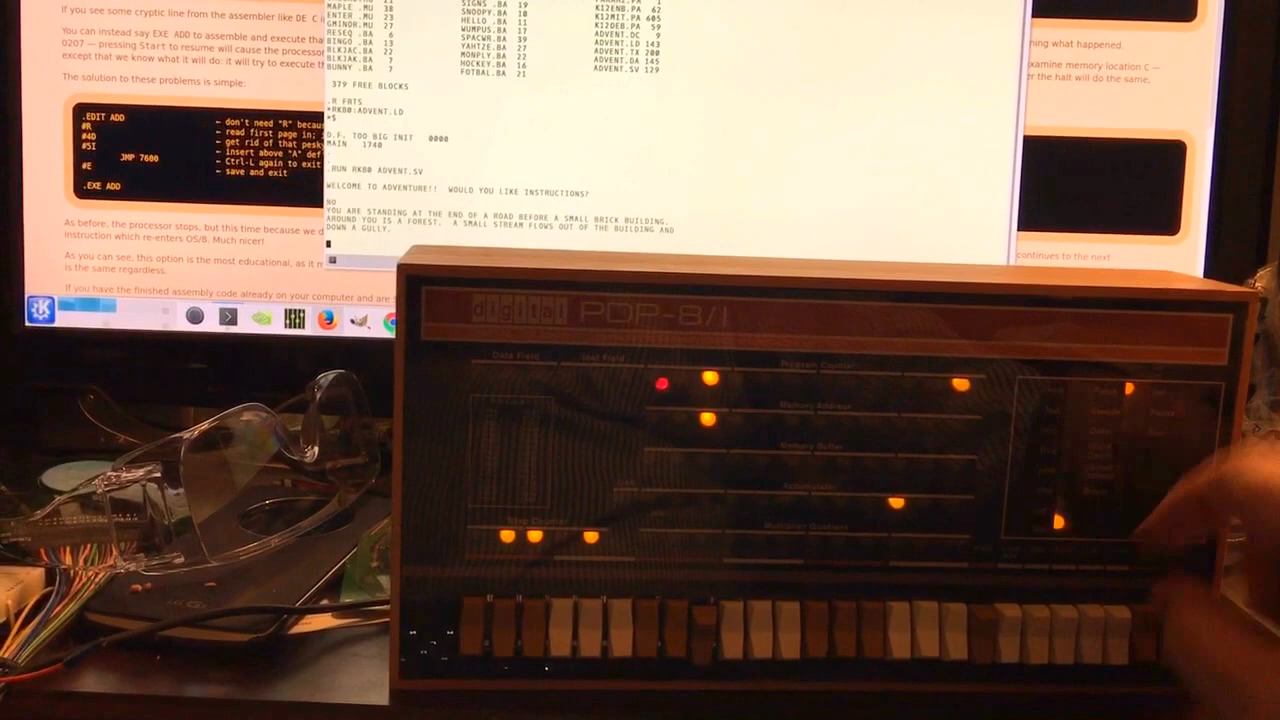 If you see some cryptic line from the assembler like DE C
You can instead say EXE ADD to assemble and execute
0207 — pressing Start to resume will cause the processor
except that we know what it will do: it will try to execute
The solution to these problems is simple:
.EDIT ADD
#R
#4D
#5I
JMP 7600
#E
.EXE ADD
← don't need "R"
← read first page in;
← get rid of that
← insert above "A"
← Ctrl-L again to exit
← save and exit
As before, the processor stops, but this time because we
instruction which re-enters OS/8. Much nicer!
As you can see, this option is the most educational, as it
is the same regardless.
If you have the finished assembly code already on your computer and are
MAPLE .MU 38
ENTER .MU 23
GMINOR.MU 27
RESEQ .BA 6
BINGO .BA 13
BLKJAC.BA 22
BLKJAK.BA 7
BUNNY .BA 7
SIGNS .BA 19
SNOOPY.BA 10
HELLO .BA 11
WUMPUS.BA 17
SPACWR.BA 39
YAHTZE.BA 27
MONPLY.BA 22
HOCKEY.BA 16
FOTBAL.BA 21
K12ENB.PA 62
K12MIT.PA 605
K12DEB.PA 59
ADVENT.DC 9
ADVENT.LD 143
ADVENT.TX 200
ADVENT.DA 145
ADVENT.SV 129
379 FREE BLOCKS
.R FRTS
*RKB0:ADVENT.LD
*$
D.F. TOO BIG INIT 0000
MAIN 1740
.
.RUN RKB0 ADVENT.SV
WELCOME TO ADVENTURE!! WOULD YOU LIKE INSTRUCTIONS?
NO
YOU ARE STANDING AT THE END OF A ROAD BEFORE A SMALL BRICK BUILDING.
AROUND YOU IS A FOREST. A SMALL STREAM FLOWS OUT OF THE BUILDING AND
DOWN A GULLY.
what happened.
examine memory location C —
er the halt will do the same.
continues to the next
digital PDP-8/I
Data Field
Inst Field
Program Counter
Memory Address
Memory Buffer
Accumulator
Step Counter
Multiplier Quotient